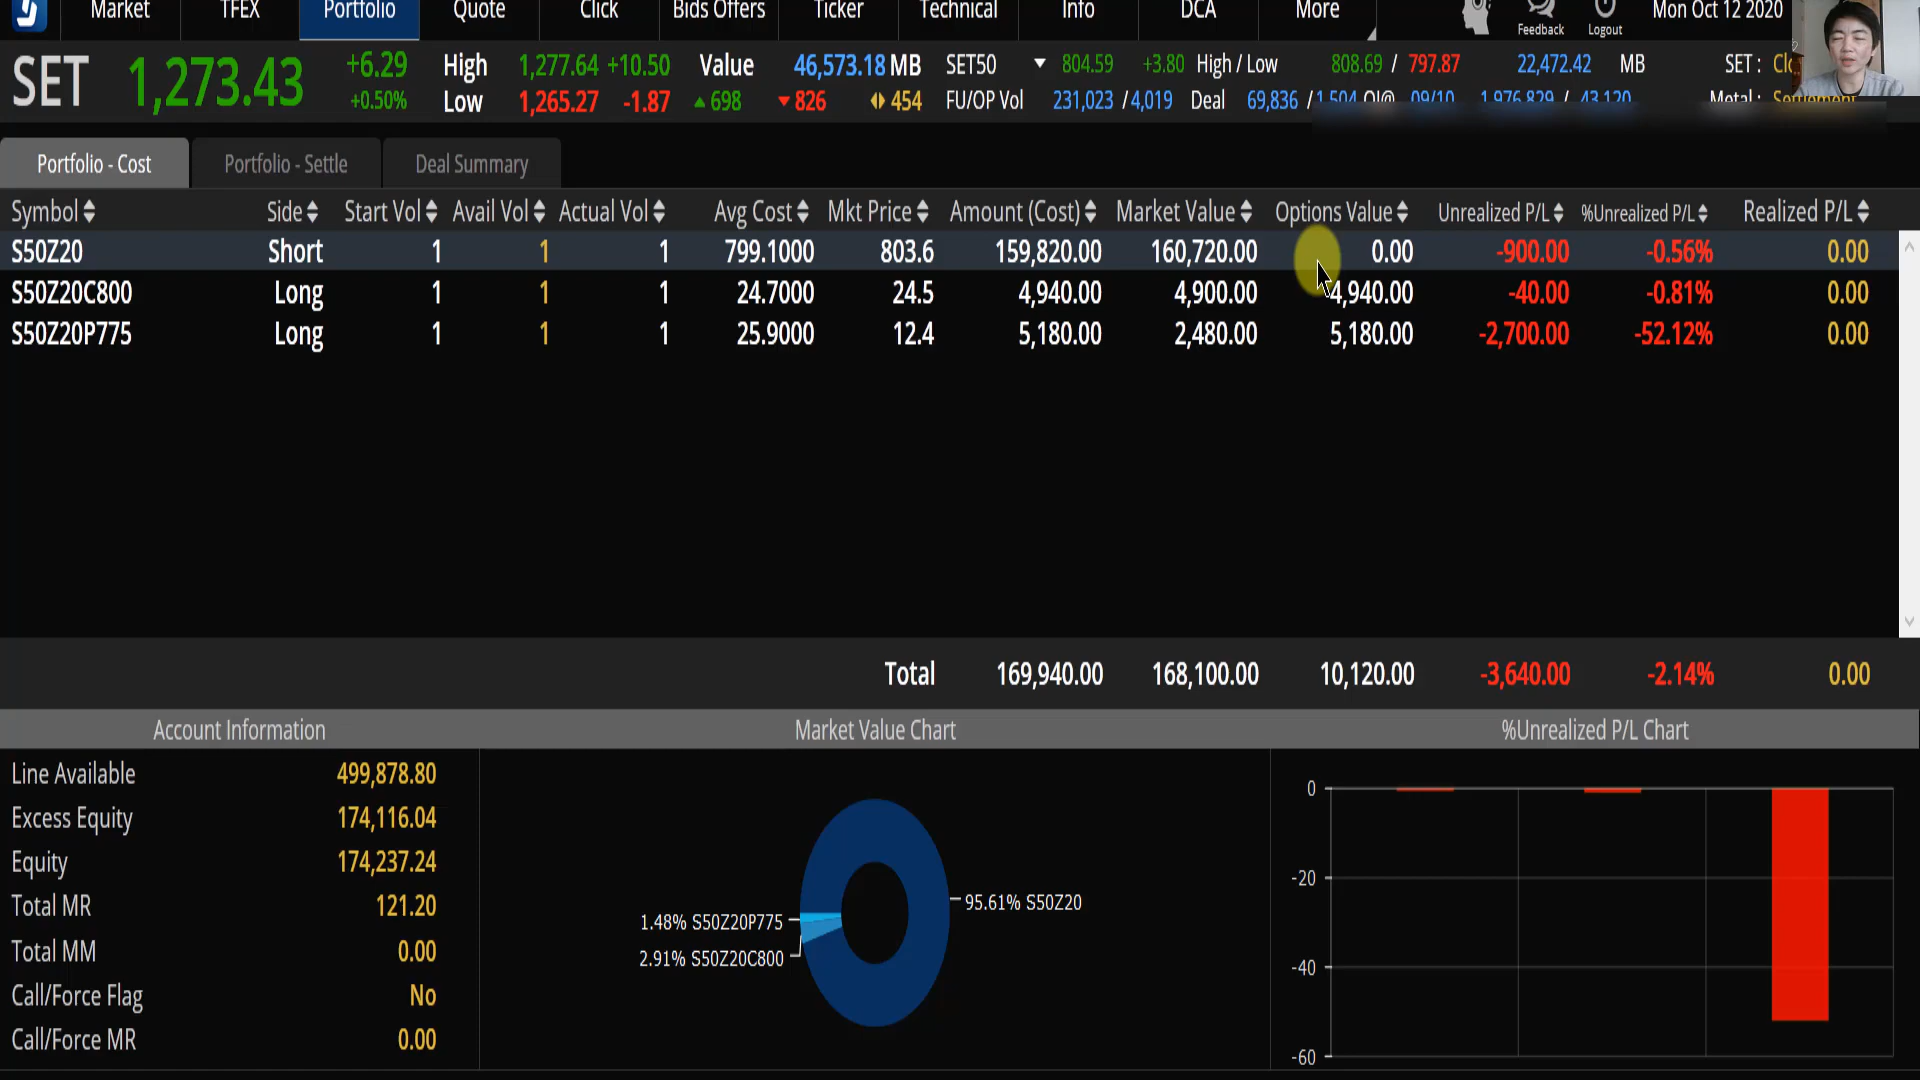 Market TFEX Portfolio Quote Click Bids Offers Ticker Technical Info DCA More Feedback Logout Mon Oct 12 2020
SET 1,273.43 +6.29 High 1,277.64 +10.50 Value 46,573.18 MB SET50 804.59 +3.80 High / Low 808.69 / 797.87 22,472.42 MB SET :
+0.50% Low 1,265.27 -1.87 698 826 454 FU/OP Vol 231,023 / 4,019 Deal 69,836 / 1,504 OI@ 09/10 1,976,829 / 43,120 Metal : Settlement
Portfolio - Cost Portfolio - Settle Deal Summary
Symbol Side Start Vol Avail Vol Actual Vol Avg Cost Mkt Price Amount (Cost) Market Value Options Value Unrealized P/L %Unrealized P/L Realized P/L
S50Z20 Short 1 1 1 799.1000 803.6 159,820.00 160,720.00 0.00 -900.00 -0.56% 0.00
S50Z20C800 Long 1 1 1 24.7000 24.5 4,940.00 4,900.00 4,940.00 -40.00 -0.81% 0.00
S50Z20P775 Long 1 1 1 25.9000 12.4 5,180.00 2,480.00 5,180.00 -2,700.00 -52.12% 0.00
Total 169,940.00 168,100.00 10,120.00 -3,640.00 -2.14% 0.00
Account Information Market Value Chart %Unrealized P/L Chart
Line Available 499,878.80
Excess Equity 174,116.04
Equity 174,237.24
Total MR 121.20
Total MM 0.00
Call/Force Flag No
Call/Force MR 0.00
95.61% S50Z20
1.48% S50Z20P775
2.91% S50Z20C800
0
-20
-40
-60